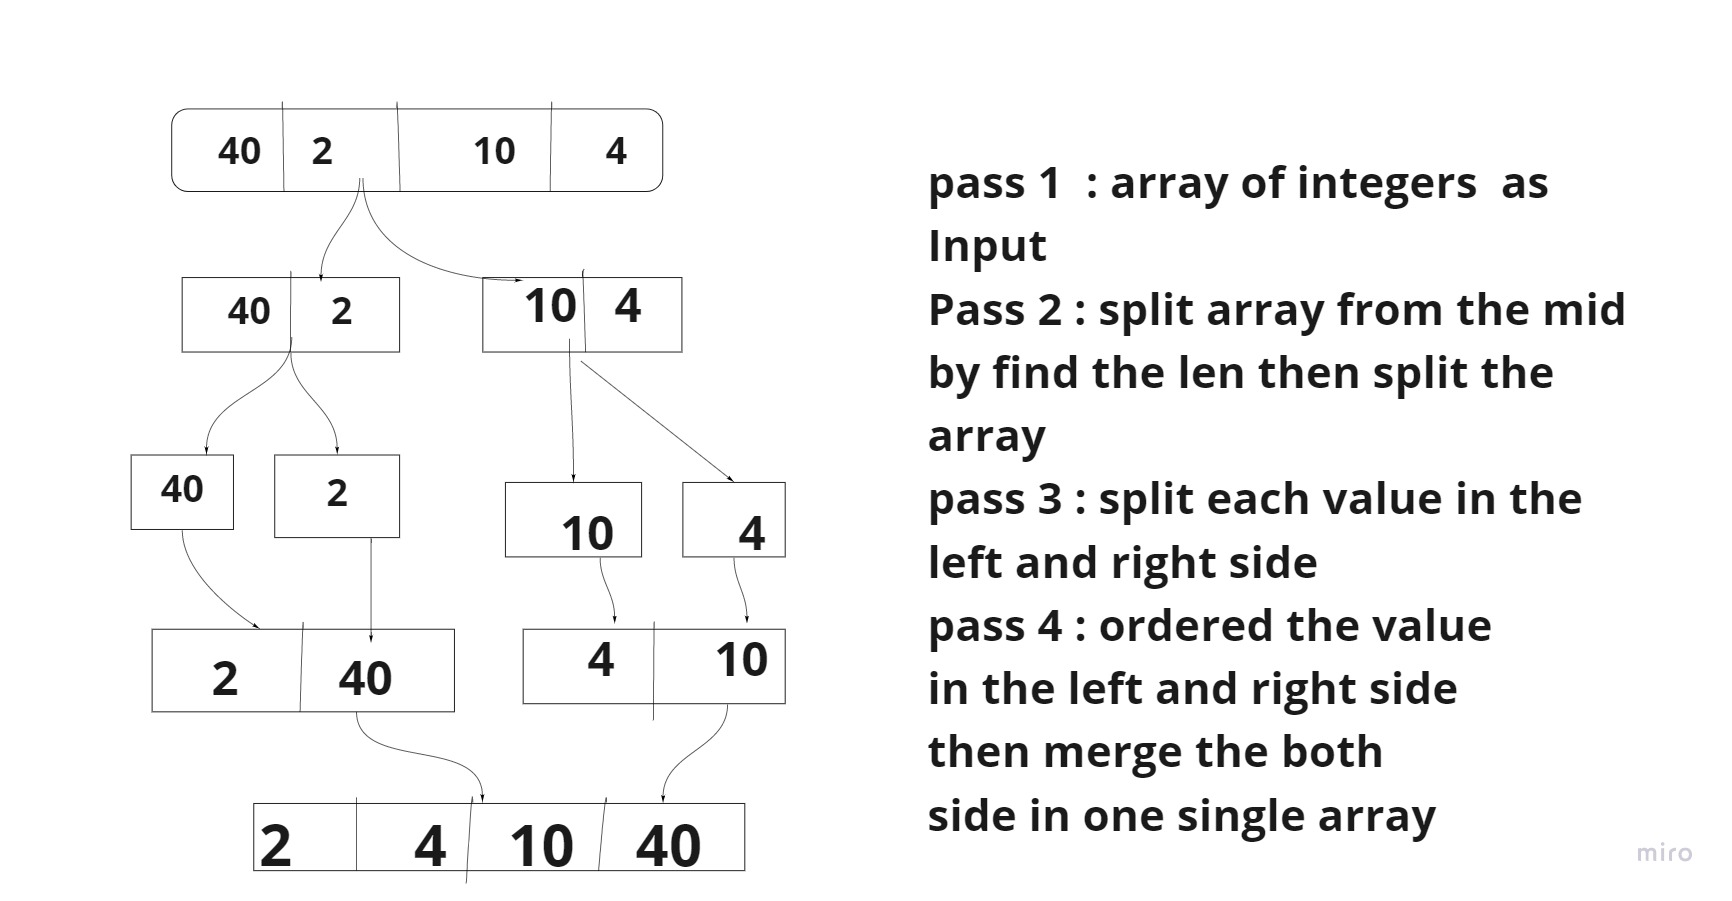 40 2 10 4
40 2 10 4
40 2 10 4
2 40 4 10
2 4 10 40
pass 1  : array of integers  as
Input
Pass 2 : split array from the mid
by find the len then split the
array
pass 3 : split each value in the
left and right side
pass 4 : ordered the value
in the left and right side
then merge the both
side in one single array
miro